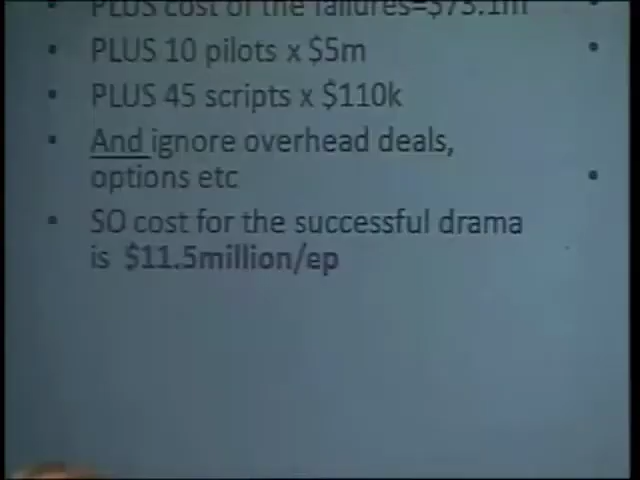 PLUS cost of the failures=$73.1m
PLUS 10 pilots x $5m
PLUS 45 scripts x $110k
And ignore overhead deals,
options etc
SO cost for the successful drama
is $11.5million/ep